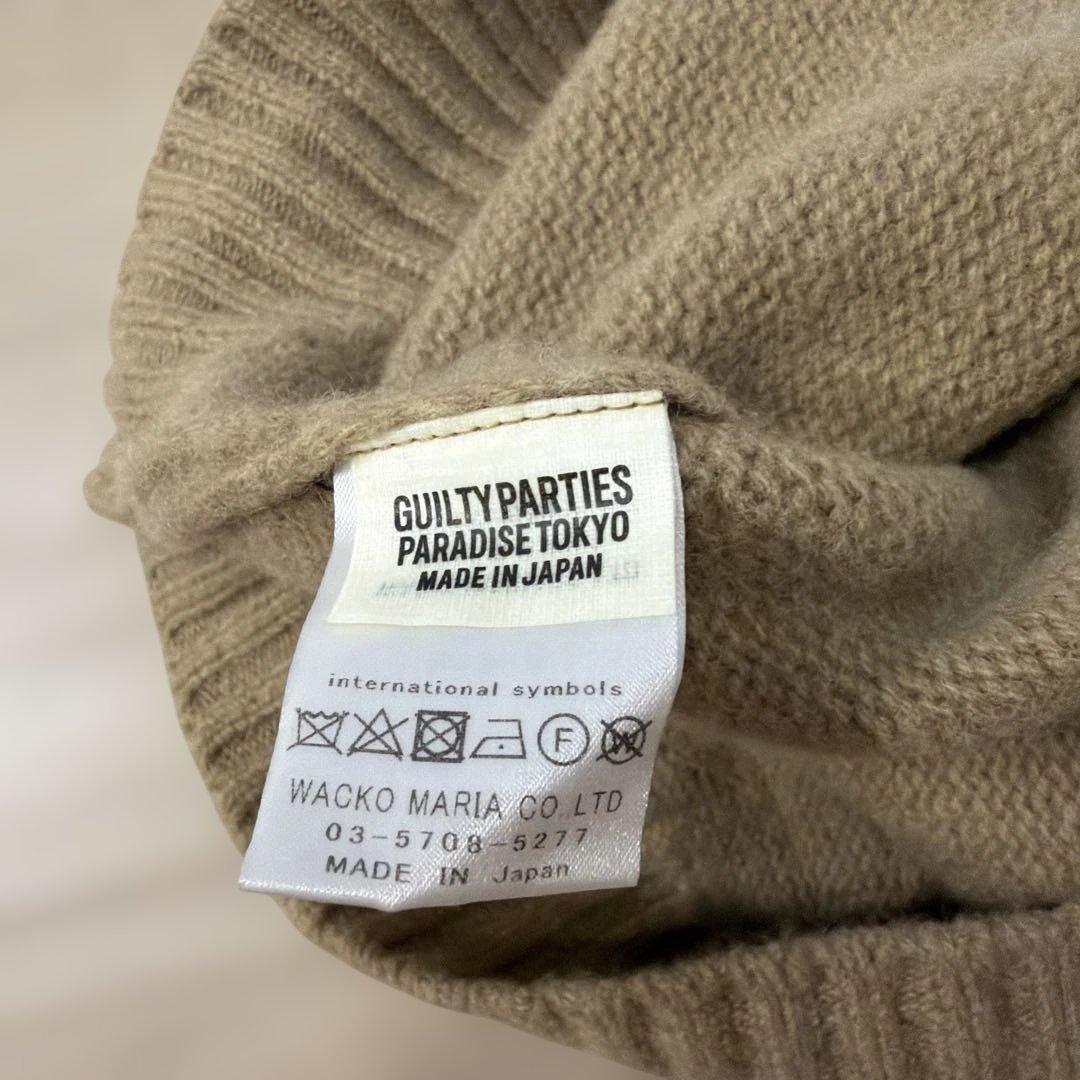 GUILTY PARTIES
PARADISE TOKYO
MADE IN JAPAN
international symbols
F W
WACKO MARIA CO. LTD
03-5708-5277
MADE IN Japan